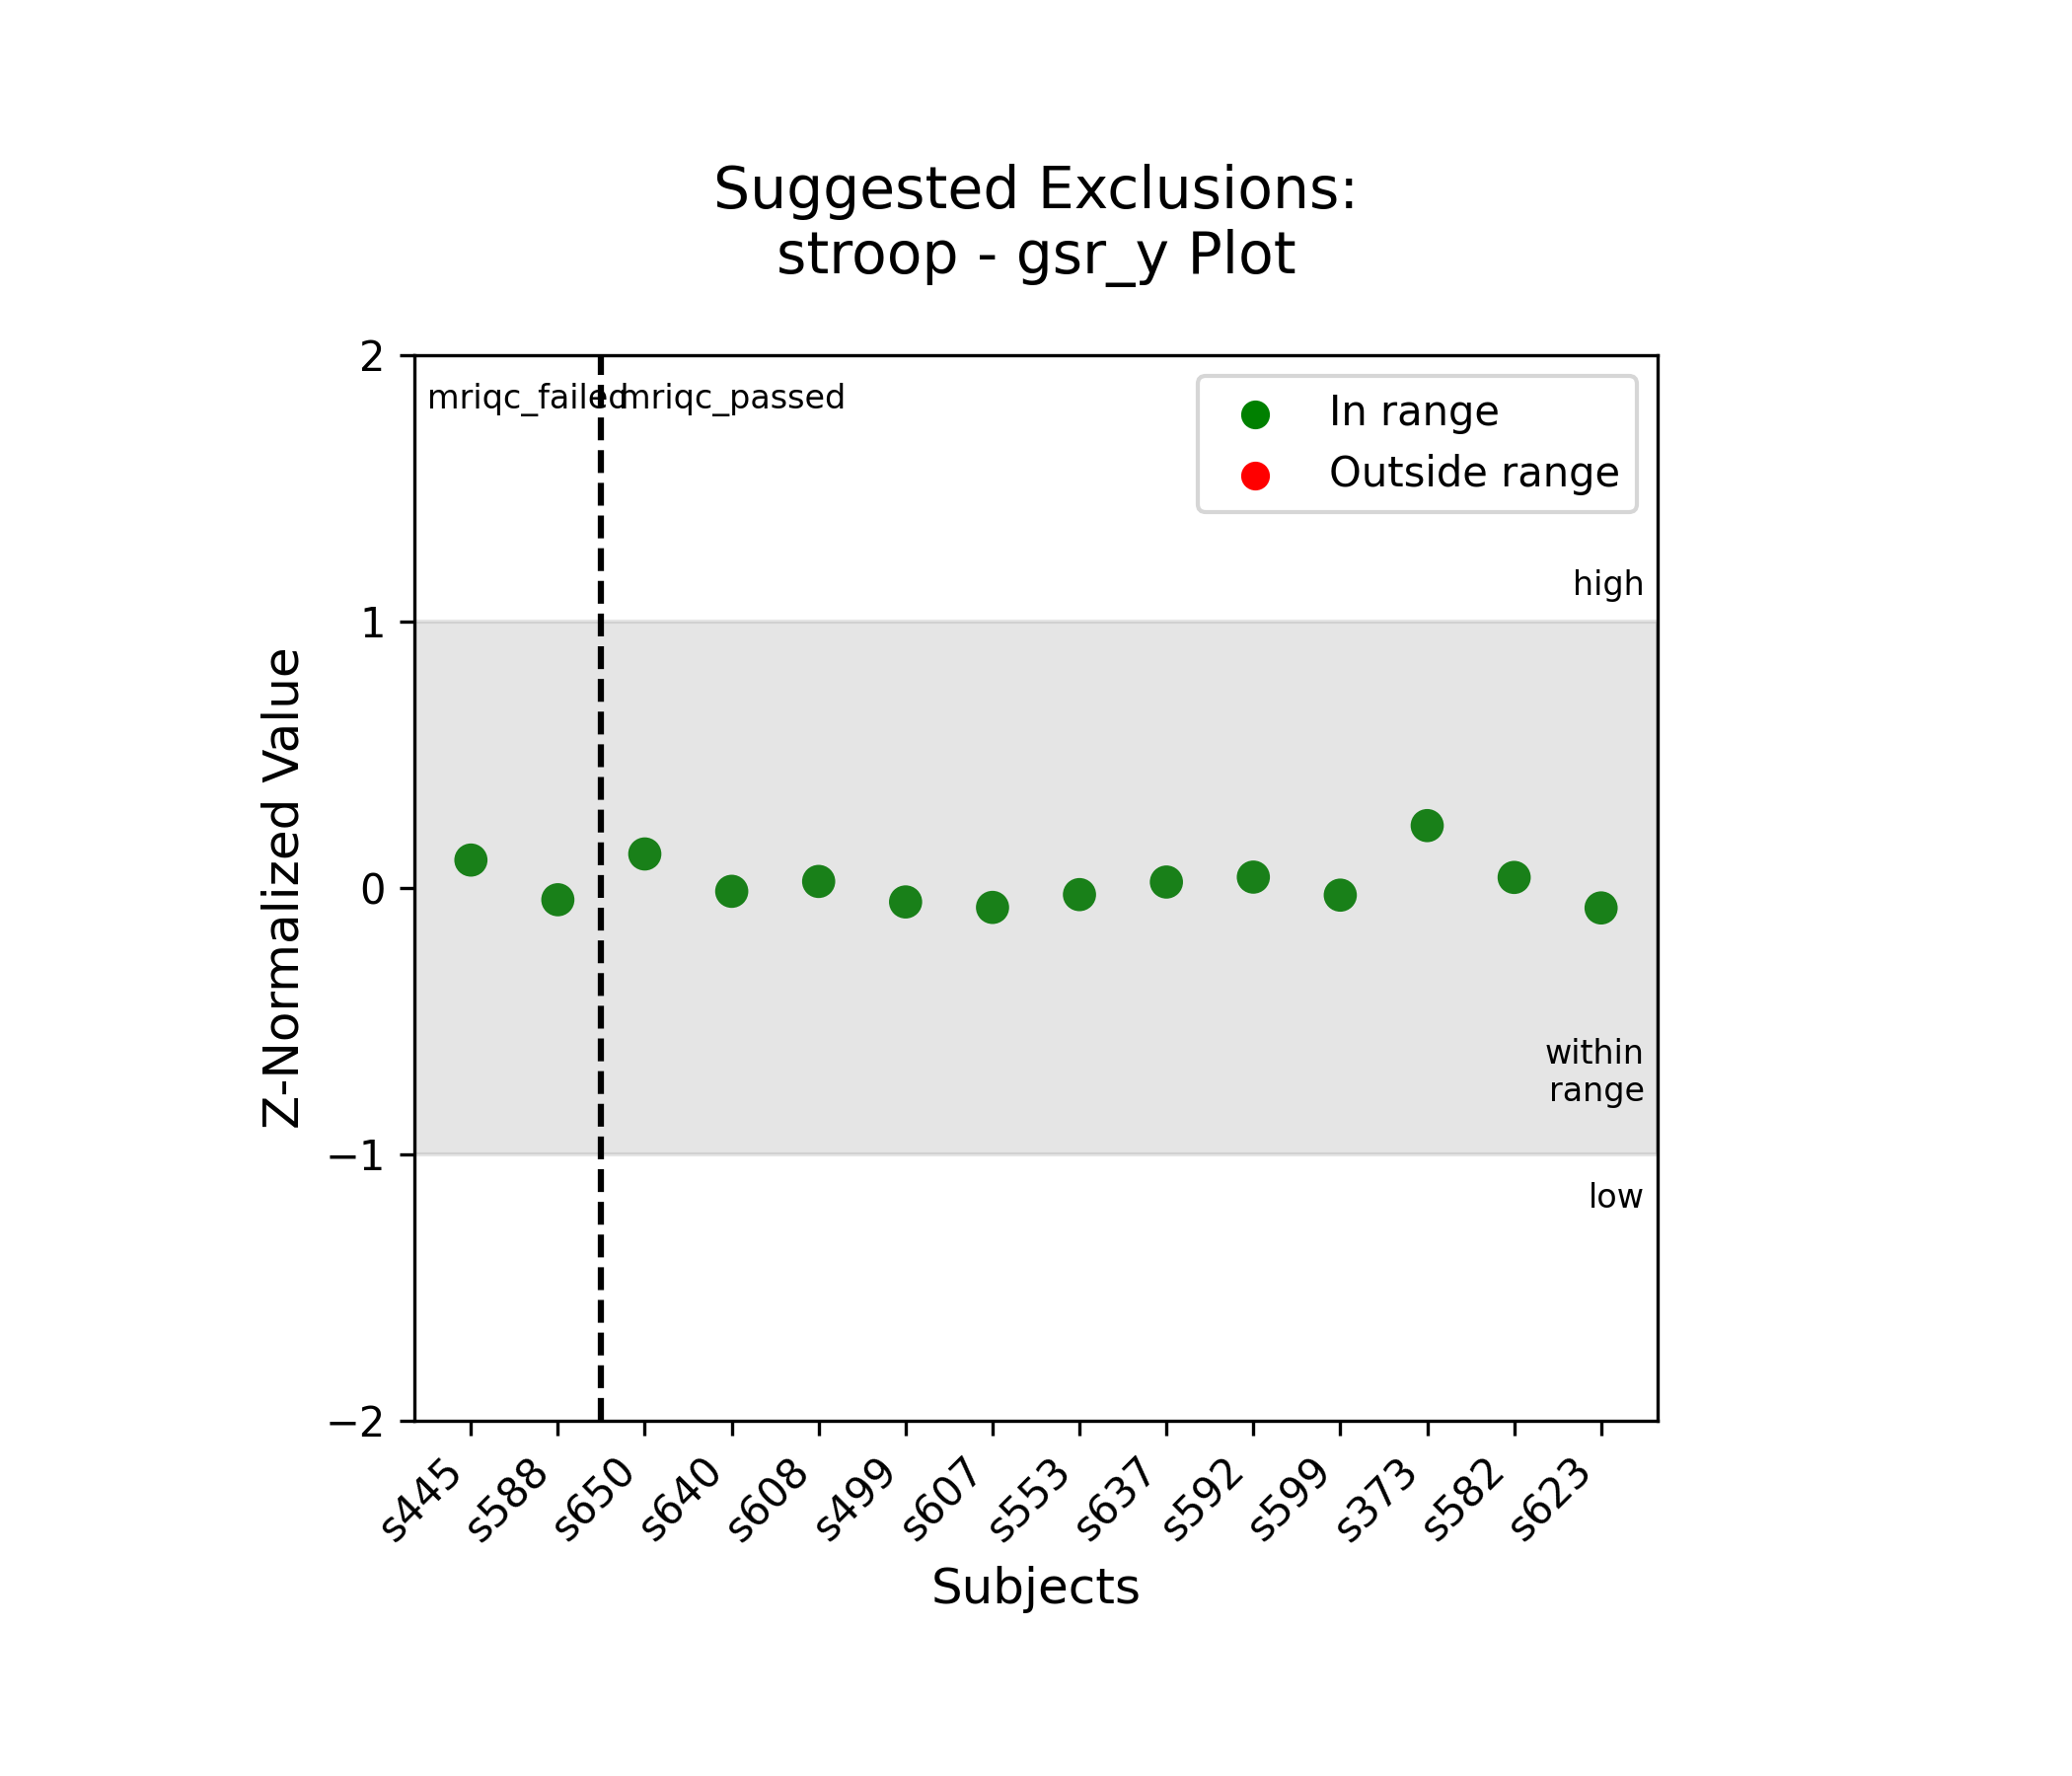 Suggested Exclusions:
stroop - gsr_y Plot
2
mriqc_failed
mriqc_passed
In range
Outside range
high
1
Z-Normalized Value
0
within
range
−1
low
−2
s445
s588
s650
s640
s608
s499
s607
s553
s637
s592
s599
s373
s582
s623
Subjects